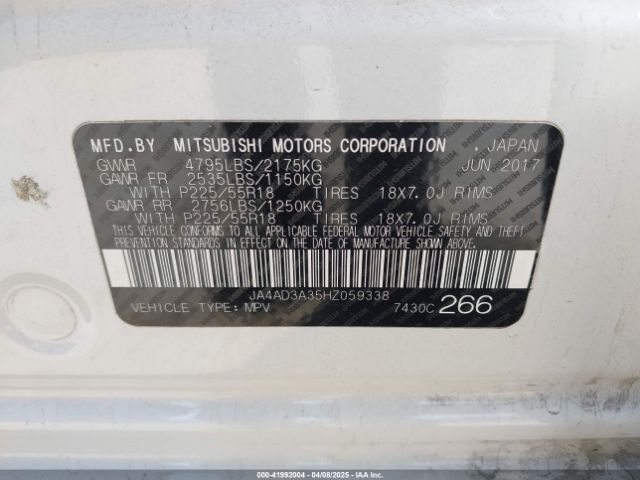 MFD.BY MITSUBISHI MOTORS CORPORATION . JAPAN
GVWR 4795LBS/2175KG JUN.2017
GAWR FR 2535LBS/1150KG
WITH P225/55R18 TIRES 18X7.0J RIMS
GAWR RR 2756LBS/1250KG
WITH P225/55R18 TIRES 18X7.0J RIMS
THIS VEHICLE CONFORMS TO ALL APPLICABLE FEDERAL MOTOR VEHICLE SAFETY, BUMPER, AND THEFT
PREVENTION STANDARDS IN EFFECT ON THE DATE OF MANUFACTURE SHOWN ABOVE.
JA4AD3A35HZ059338
VEHICLE TYPE: MPV 7430C 266
000-41992004 - 04/08/2025 - IAAI.COM